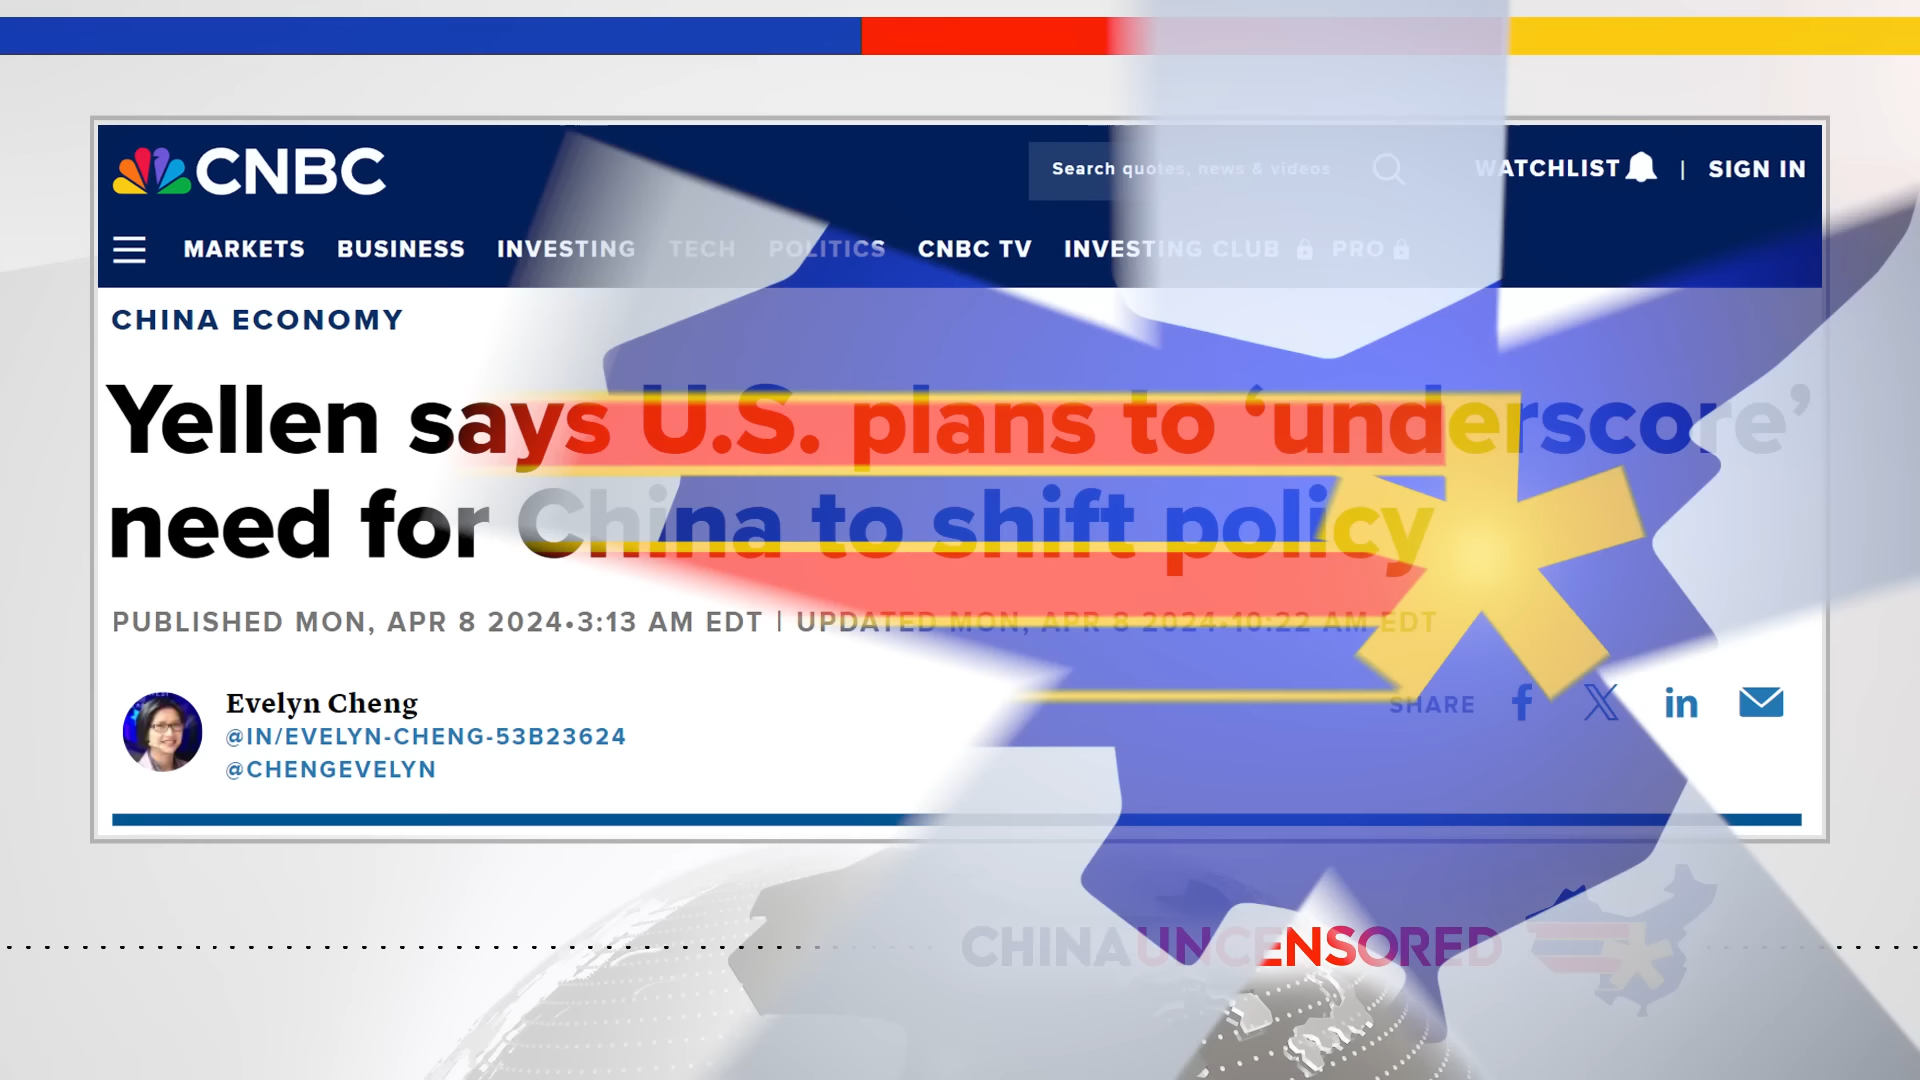 CNBC
Search quotes, news & videos
WATCHLIST | SIGN IN
MARKETS BUSINESS INVESTING TECH POLITICS CNBC TV INVESTING CLUB PRO
CHINA ECONOMY
Yellen says U.S. plans to ‘underscore’
need for China to shift policy
PUBLISHED MON, APR 8 2024•3:13 AM EDT | UPDATED MON, APR 8 2024•10:22 AM EDT
Evelyn Cheng
@IN/EVELYN-CHENG-53B23624
@CHENGEVELYN
SHARE
CHINA UNCENSORED